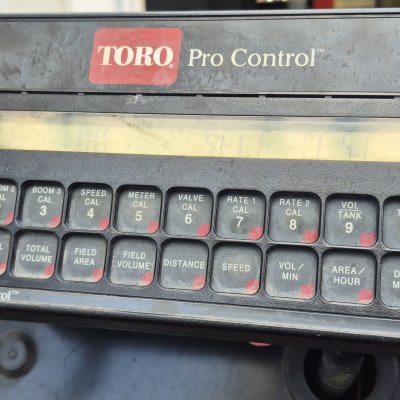 TORO Pro Control™
BOOM 3 CAL 3
SPEED CAL 4
METER CAL 5
VALVE CAL 6
RATE 1 CAL 7
RATE 2 CAL 8
VOL TANK 9
TOTAL VOLUME
FIELD AREA
FIELD VOLUME
DISTANCE
SPEED
VOL/ MIN
AREA/ HOUR